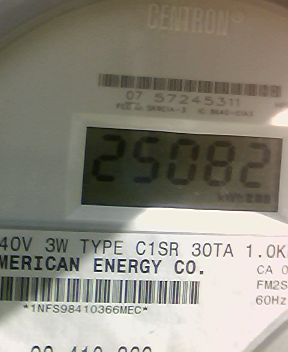 CENTRON®
07 57245311
25082
kWh
40V 3W TYPE C1SR 30TA 1.0K
MERICAN ENERGY CO.
CA 0
FM2S
60Hz
*1NFS98410366MEC*